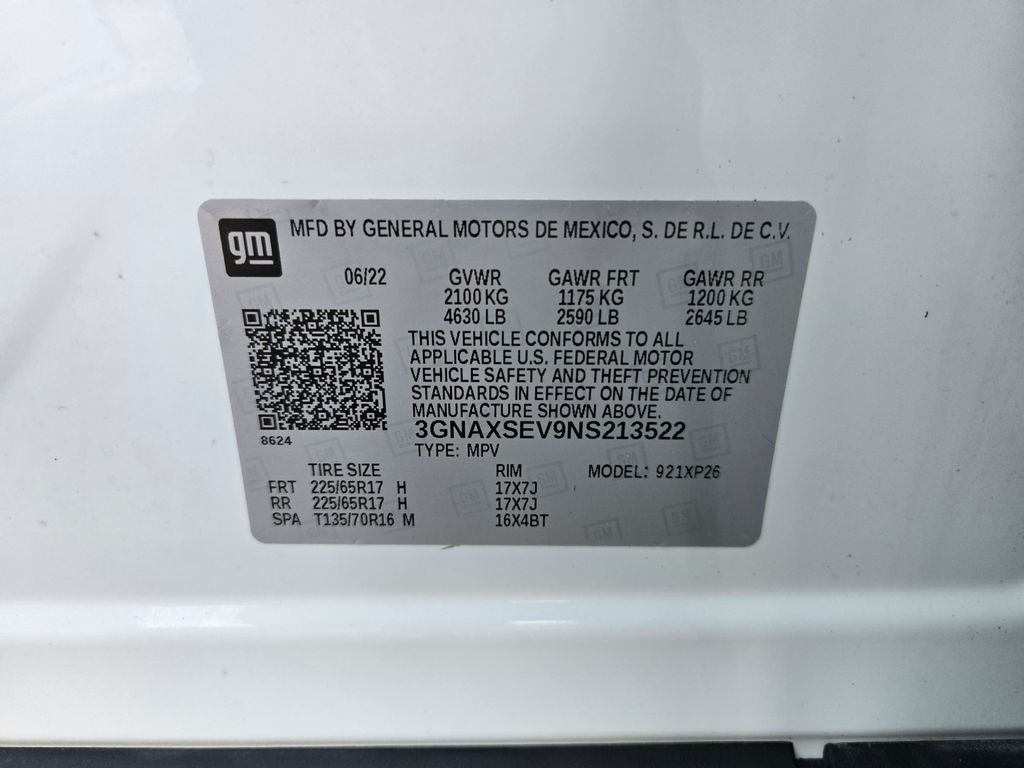 gm
MFD BY GENERAL MOTORS DE MEXICO, S. DE R.L. DE C.V.
06/22 GVWR GAWR FRT GAWR RR
2100 KG 1175 KG 1200 KG
4630 LB 2590 LB 2645 LB
THIS VEHICLE CONFORMS TO ALL
APPLICABLE U.S. FEDERAL MOTOR
VEHICLE SAFETY AND THEFT PREVENTION
STANDARDS IN EFFECT ON THE DATE OF
MANUFACTURE SHOWN ABOVE.
8624
3GNAXSEV9NS213522
TYPE: MPV
TIRE SIZE RIM MODEL: 921XP26
FRT 225/65R17 H 17X7J
RR 225/65R17 H 17X7J
SPA T135/70R16 M 16X4BT